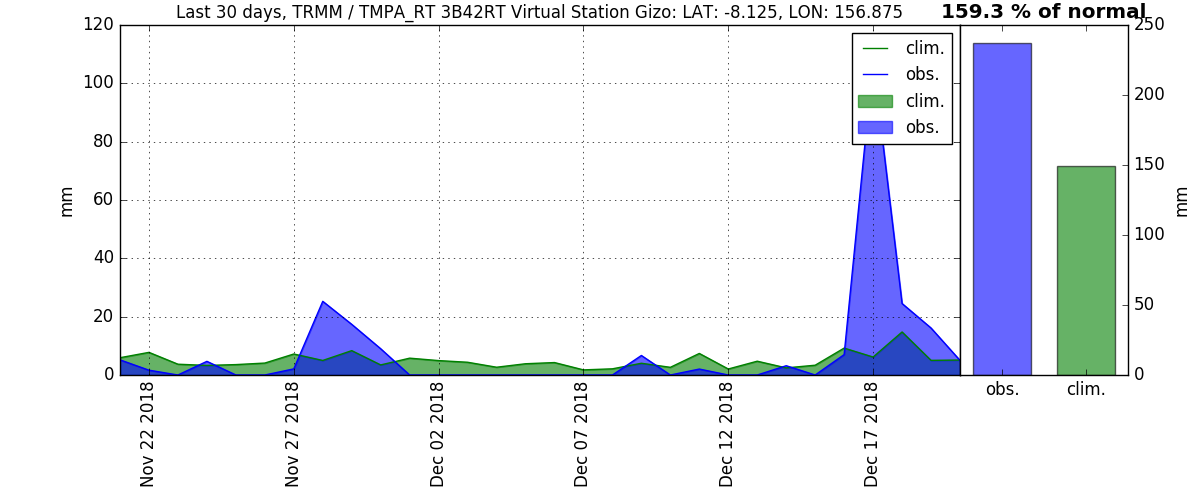 Last 30 days, TRMM / TMPA_RT 3B42RT Virtual Station Gizo: LAT: -8.125, LON: 156.875
159.3 % of normal
120
100
80
60
40
20
0
mm
clim.
obs.
clim.
obs.
250
200
150
100
50
0
mm
Nov 22 2018
Nov 27 2018
Dec 02 2018
Dec 07 2018
Dec 12 2018
Dec 17 2018
obs.
clim.